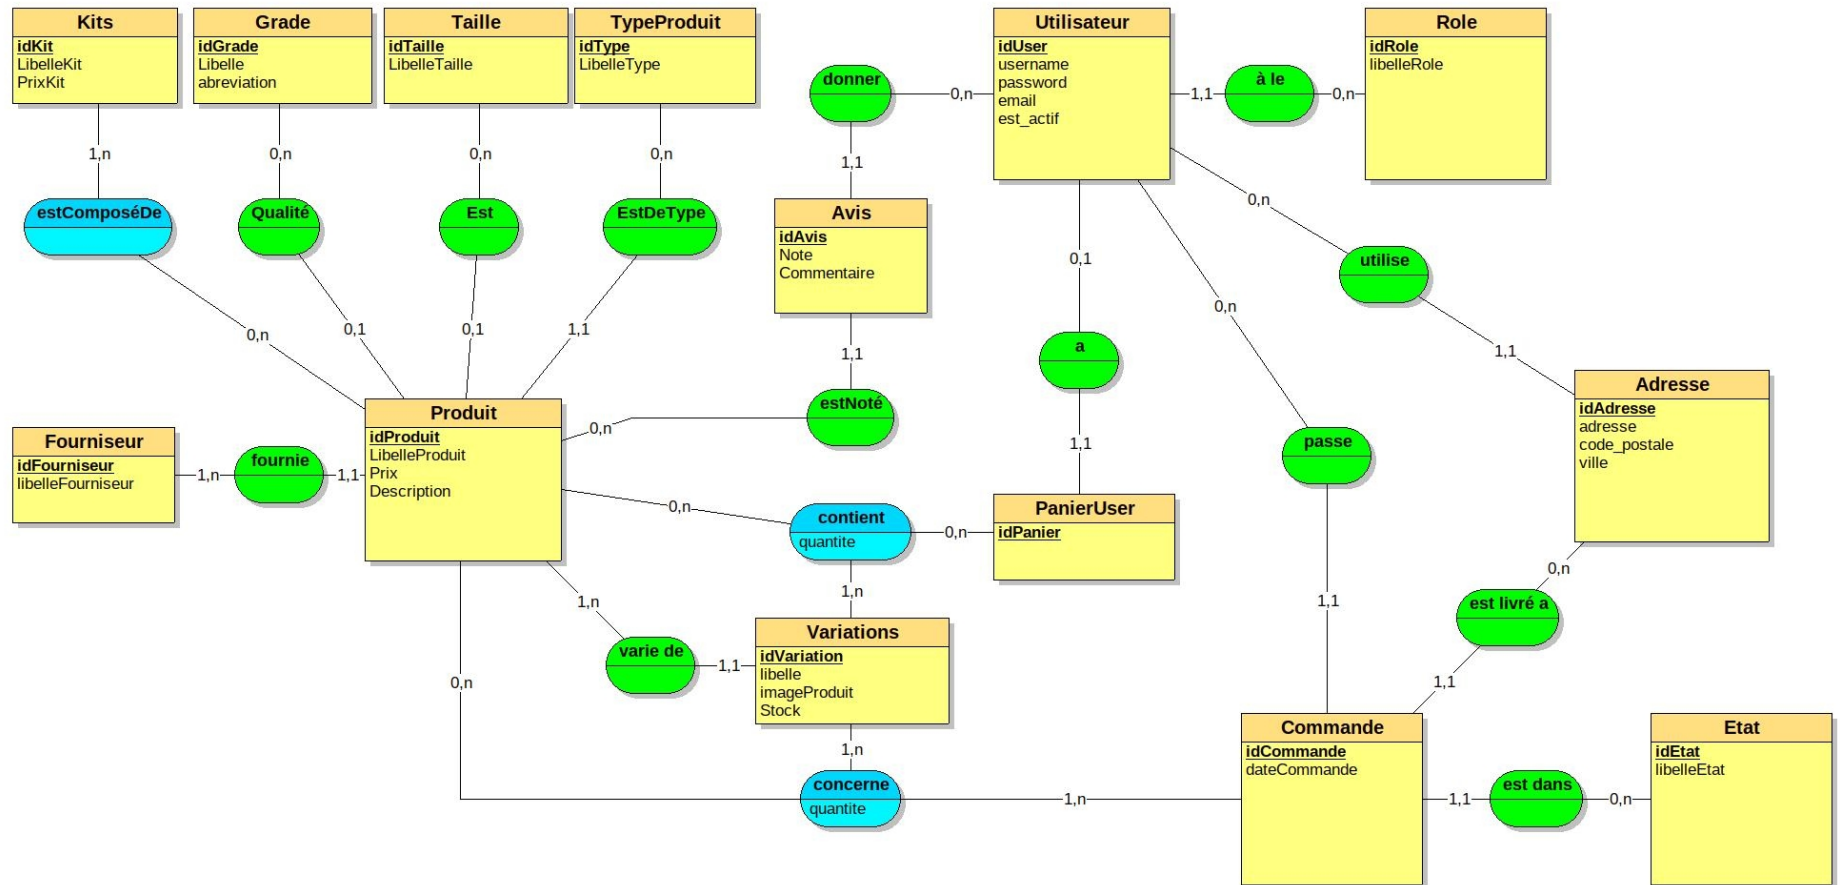 Kits
idKit
LibelleKit
PrixKit
Grade
idGrade
Libelle
abreviation
Taille
idTaille
LibelleTaille
TypeProduit
idType
LibelleType
Utilisateur
idUser
username
password
email
est_actif
Role
idRole
libelleRole
donner
0,n
1,1
à le
0,n
1,n
0,n
0,n
0,n
1,1
estComposéDe
Qualité
Est
EstDeType
Avis
idAvis
Note
Commentaire
0,n
utilise
0,1
0,n
0,n
0,1
0,1
1,1
1,1
a
1,1
Adresse
idAdresse
adresse
code_postale
ville
Produit
idProduit
LibelleProduit
Prix
Description
estNoté
0,n
Fourniseur
idFourniseur
libelleFourniseur
1,n
fournie
1,1
passe
1,1
0,n
contient
quantite
0,n
PanierUser
idPanier
1,n
1,n
varie de
1,1
Variations
idVariation
libelle
imageProduit
Stock
1,1
0,n
est livré a
1,1
0,n
1,n
concerne
quantite
1,n
Commande
idCommande
dateCommande
1,1
est dans
0,n
Etat
idEtat
libelleEtat